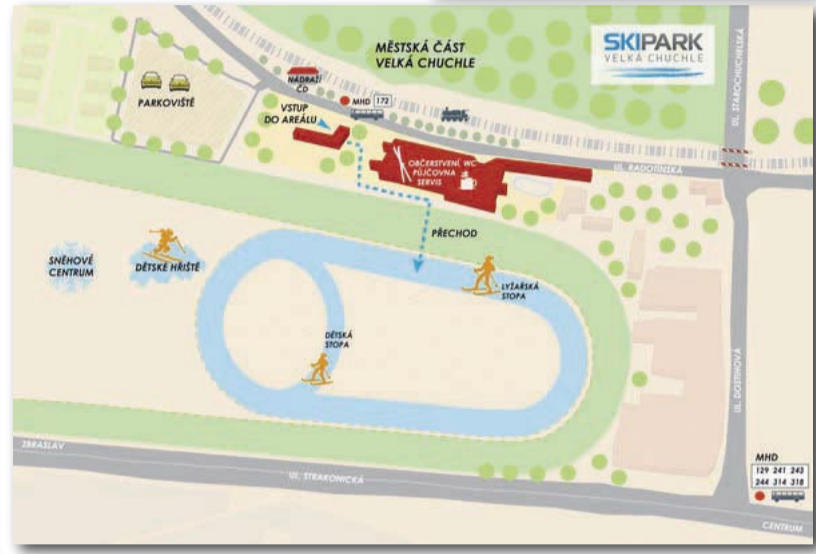 MĚSTSKÁ ČÁST
VELKÁ CHUCHLE
SKIPARK
VELKÁ CHUCHLE
UL. STAROCHUCHELSKÁ
NÁDRAŽÍ
ČD
MHD 172
PARKOVIŠTĚ
VSTUP
DO AREÁLU
OBČERSTVENÍ, WC
PŮJČOVNA
SERVIS
UL. RADOTÍNSKÁ
PŘECHOD
SNĚHOVÉ
CENTRUM
DĚTSKÉ HŘIŠTĚ
LYŽAŘSKÁ
STOPA
DĚTSKÁ
STOPA
UL. DOSTIHOVÁ
ZBRASLAV
UL. STRAKONICKÁ
MHD
129 241 243
244 314 318
CENTRUM